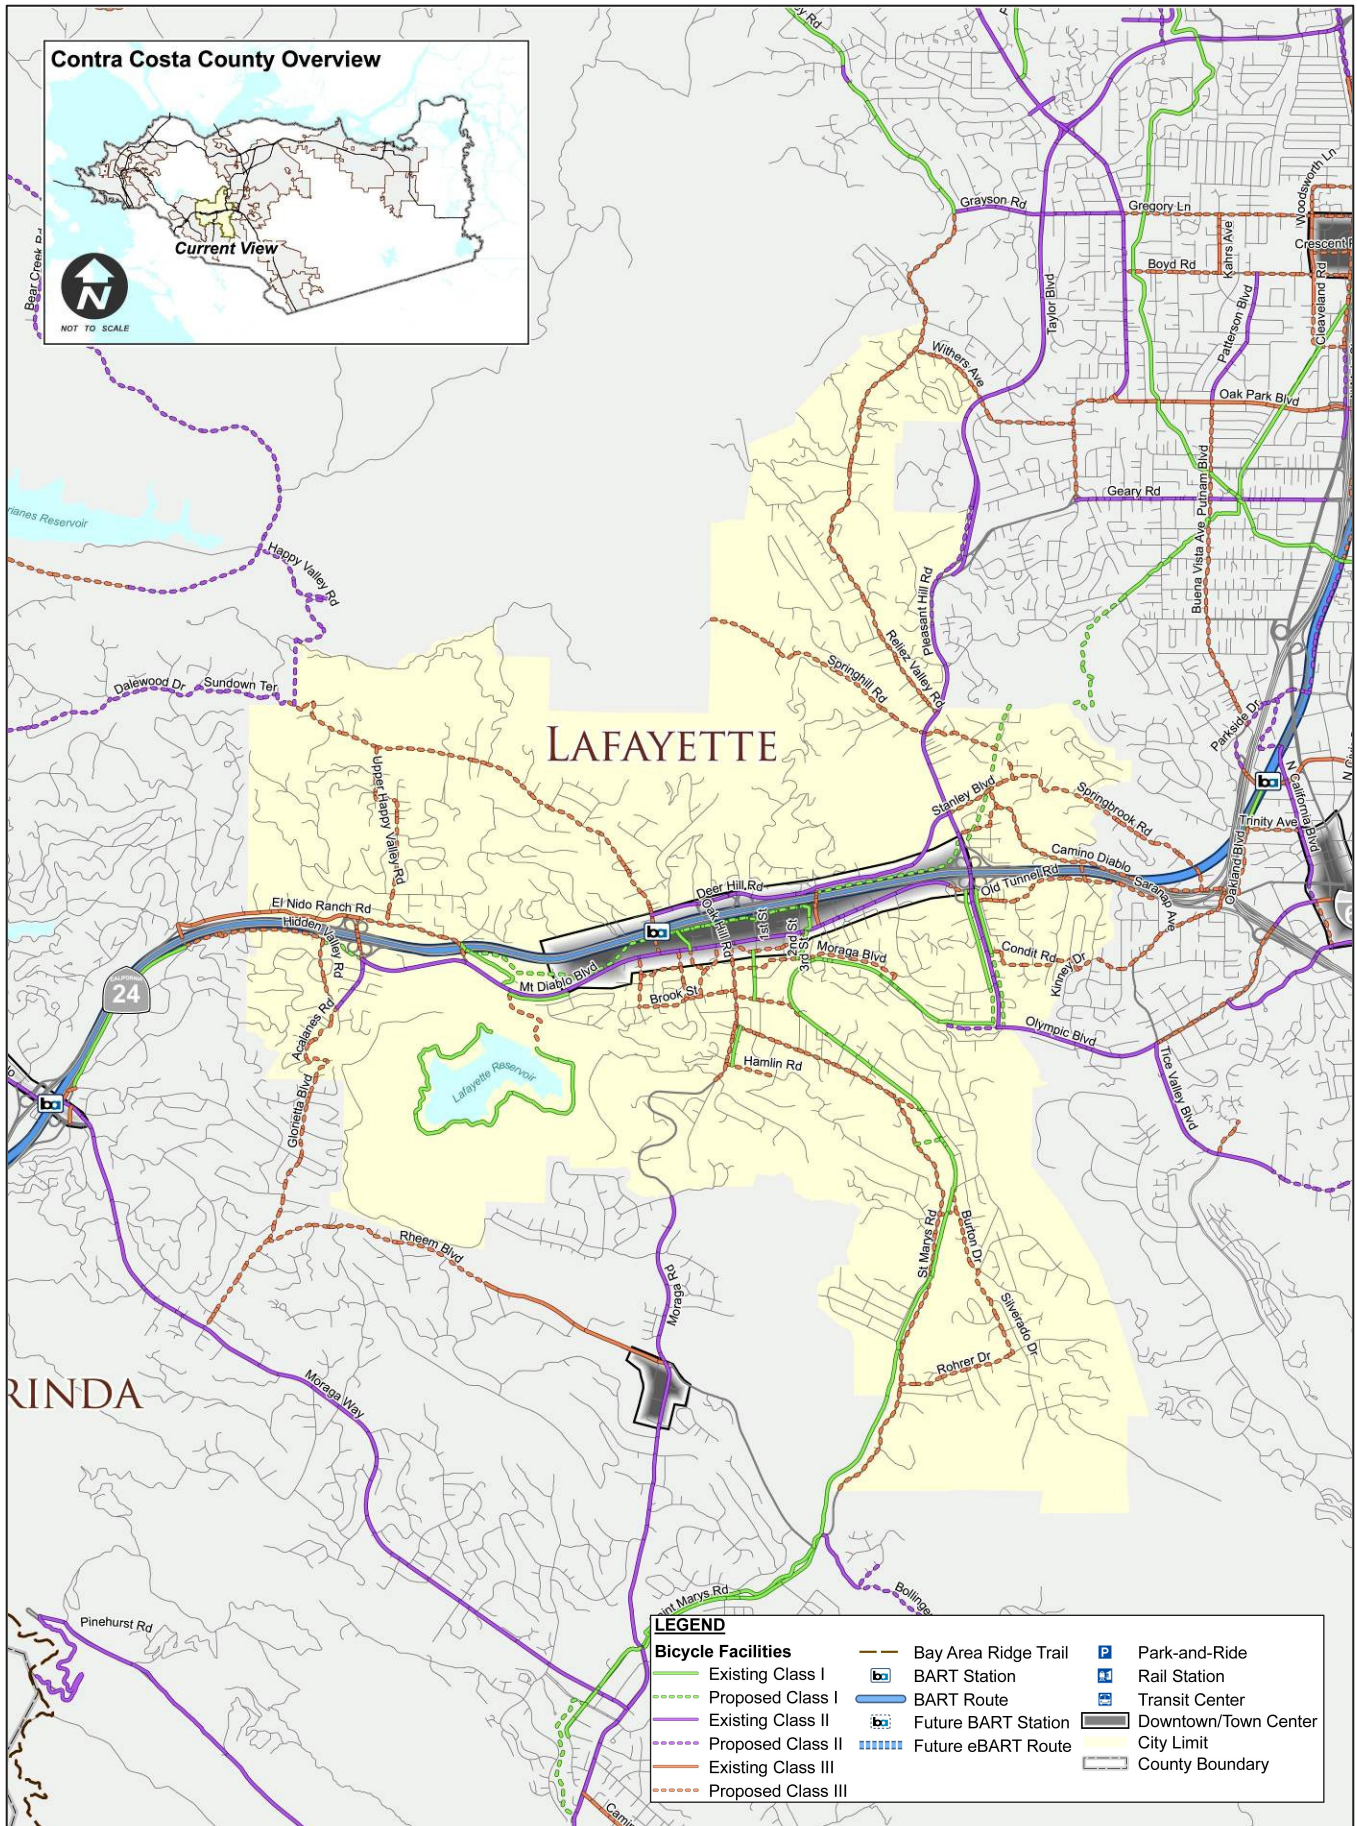 Contra Costa County Overview
Current View
N
NOT TO SCALE
Bear Creek Rd
Grayson Rd
Gregory Ln
Woodsworth Ln
Kahrs Ave
Crescent
Boyd Rd
Taylor Blvd
Patterson Blvd
Cleaveland Rd
Withers Ave
Oak Park Blvd
Geary Rd
Putnam Blvd
Buena Vista Ave
Happy Valley Rd
Pleasant Hill Rd
Reliez Valley Rd
Springhill Rd
Dalewood Dr
Sundown Ter
Parkside Dr
LAFAYETTE
Upper Happy Valley Rd
Stanley Blvd
Springbrook Rd
N California Blvd
Trinity Ave
Oakland Blvd
Camino Diablo
Old Tunnel Rd
Saranap Ave
Deer Hill Rd
El Nido Ranch Rd
Hidden Valley Rd
Oak Hill Rd
1st St
2nd St
3rd St
Moraga Blvd
Condit Rd
Kinney Dr
Mt Diablo Blvd
Brook St
CALIFORNIA
24
Acalanes Rd
Olympic Blvd
Hamlin Rd
Lafayette Reservoir
Tice Valley Blvd
Glorietta Blvd
Rheem Blvd
St Marys Rd
Burton Dr
Moraga Rd
Silverado Dr
Rohrer Dr
RINDA
Moraga Way
Pinehurst Rd
LEGEND
Bicycle Facilities
Existing Class I
Proposed Class I
Existing Class II
Proposed Class II
Existing Class III
Proposed Class III
Bay Area Ridge Trail
BART Station
BART Route
Future BART Station
Future eBART Route
Park-and-Ride
Rail Station
Transit Center
Downtown/Town Center
City Limit
County Boundary